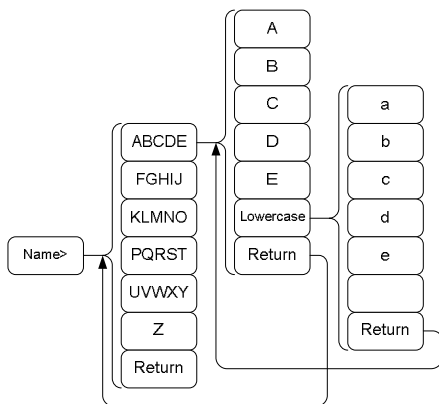 Name>
ABCDE
FGHIJ
KLMNO
PQRST
UVWXY
Z
Return
A
B
C
D
E
Lowercase
Return
a
b
c
d
e
Return